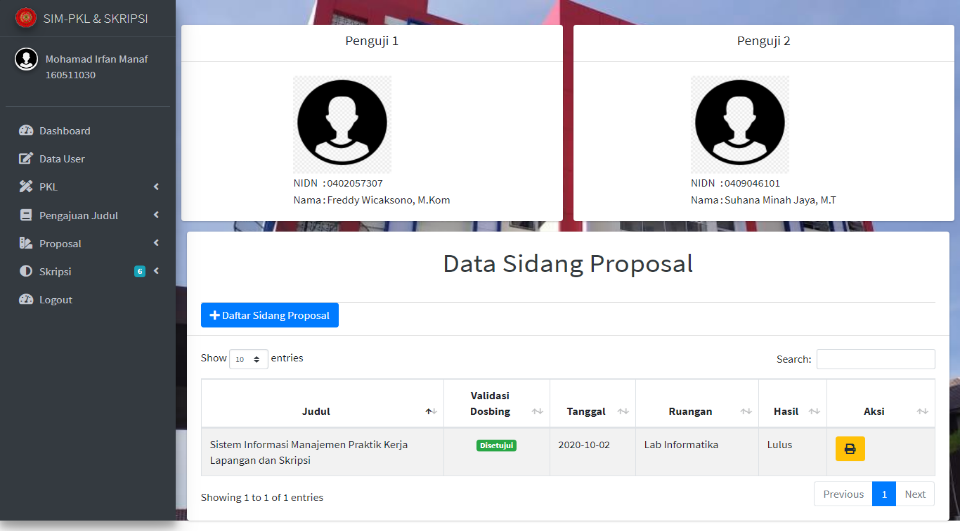 SIM-PKL & SKRIPSI
Mohamad Irfan Manaf
160511030
Dashboard
Data User
PKL
Pengajuan Judul
Proposal
Skripsi 6
Logout
Penguji 1
NIDN : 0402057307
Nama : Freddy Wicaksono, M.Kom
Penguji 2
NIDN : 0409046101
Nama : Suhana Minah Jaya, M.T
Data Sidang Proposal
Daftar Sidang Proposal
Show 10 entries
Search:
Judul Validasi Dosbing Tanggal Ruangan Hasil Aksi
Sistem Informasi Manajemen Praktik Kerja Disetujui 2020-10-02 Lab Informatika Lulus
Lapangan dan Skripsi
Showing 1 to 1 of 1 entries
Previous 1 Next